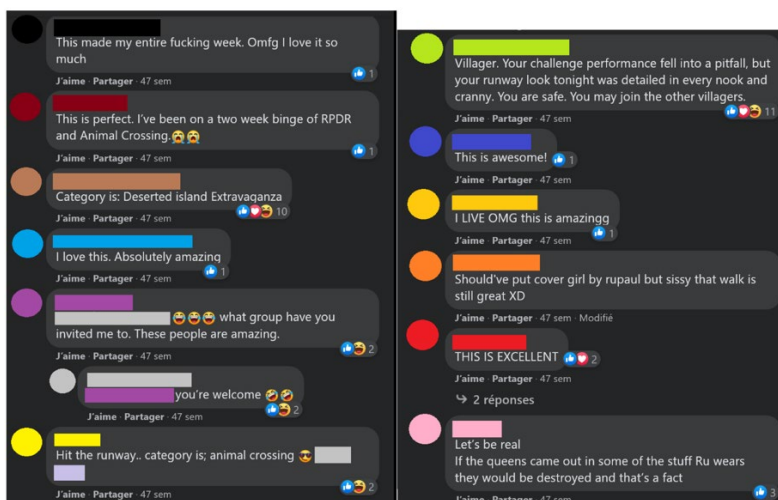 This made my entire fucking week. Omfg I love it so
much
1
J'aime · Partager · 47 sem
This is perfect. I've been on a two week binge of RPDR
and Animal Crossing.😭😭
1
J'aime · Partager · 47 sem
Category is: Deserted island Extravaganza
10
J'aime · Partager · 47 sem
I love this. Absolutely amazing
1
J'aime · Partager · 47 sem
😂😂😂 what group have you
invited me to. These people are amazing.
2
J'aime · Partager · 47 sem
you're welcome 🤣🤣
2
J'aime · Partager · 47 sem
Hit the runway.. category is; animal crossing 😎
2
J'aime · Partager · 47 sem
Villager. Your challenge performance fell into a pitfall, but
your runway look tonight was detailed in every nook and
cranny. You are safe. You may join the other villagers.
11
J'aime · Partager · 47 sem
This is awesome! 1
J'aime · Partager · 47 sem
I LIVE OMG this is amazingg
1
J'aime · Partager · 47 sem
Should've put cover girl by rupaul but sissy that walk is
still great XD
J'aime · Partager · 47 sem · Modifié
THIS IS EXCELLENT 2
J'aime · Partager · 47 sem
↪ 2 réponses
Let's be real
If the queens came out in some of the stuff Ru wears
they would be destroyed and that's a fact
3
J'aime · Partager · 47 sem